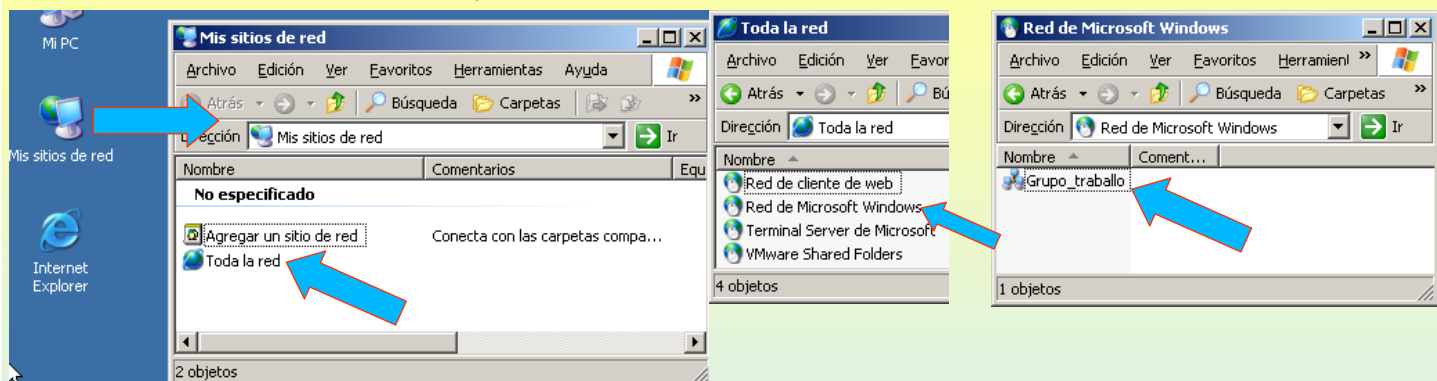 Mi PC
Mis sitios de red
Internet
Explorer
Mis sitios de red
Archivo Edición Ver Favoritos Herramientas Ayuda
Atrás Búsqueda Carpetas »
Mis sitios de red Ir
Nombre Comentarios Equ
No especificado
Agregar un sitio de red Conecta con las carpetas compa...
Toda la red
2 objetos
Toda la red
Archivo Edición Ver Favor
Atrás Bú
Dirección Toda la red
Nombre
Red de cliente de web
Red de Microsoft Windows
Terminal Server de Microsoft
VMware Shared Folders
4 objetos
Red de Microsoft Windows
Archivo Edición Ver Favoritos Herramient »
Atrás Búsqueda Carpetas »
Dirección Red de Microsoft Windows Ir
Nombre Coment...
Grupo_traballo
1 objetos